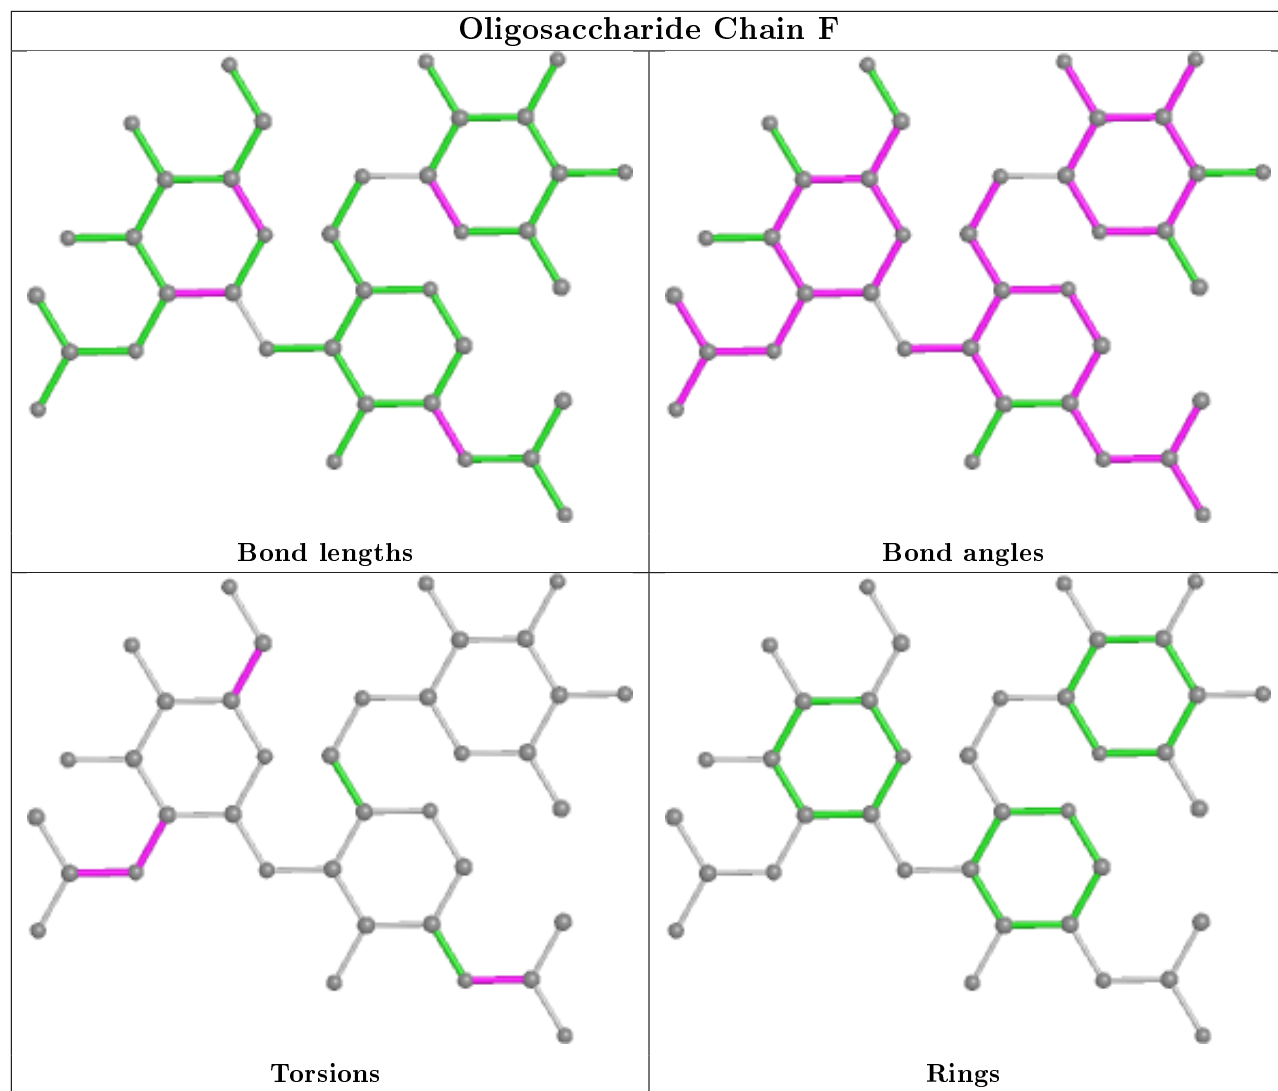 Oligosaccharide Chain F
Bond lengths
Bond angles
Torsions
Rings